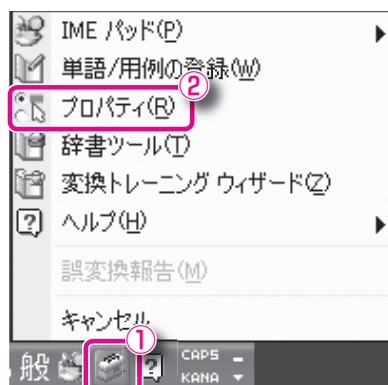 IME パッド(P)
単語/用例の登録(W)
②
プロパティ(R)
辞書ツール(T)
変換トレーニング ウィザード(Z)
ヘルプ(H)
誤変換報告(M)
キャンセル
①
般 CAPS
KANA